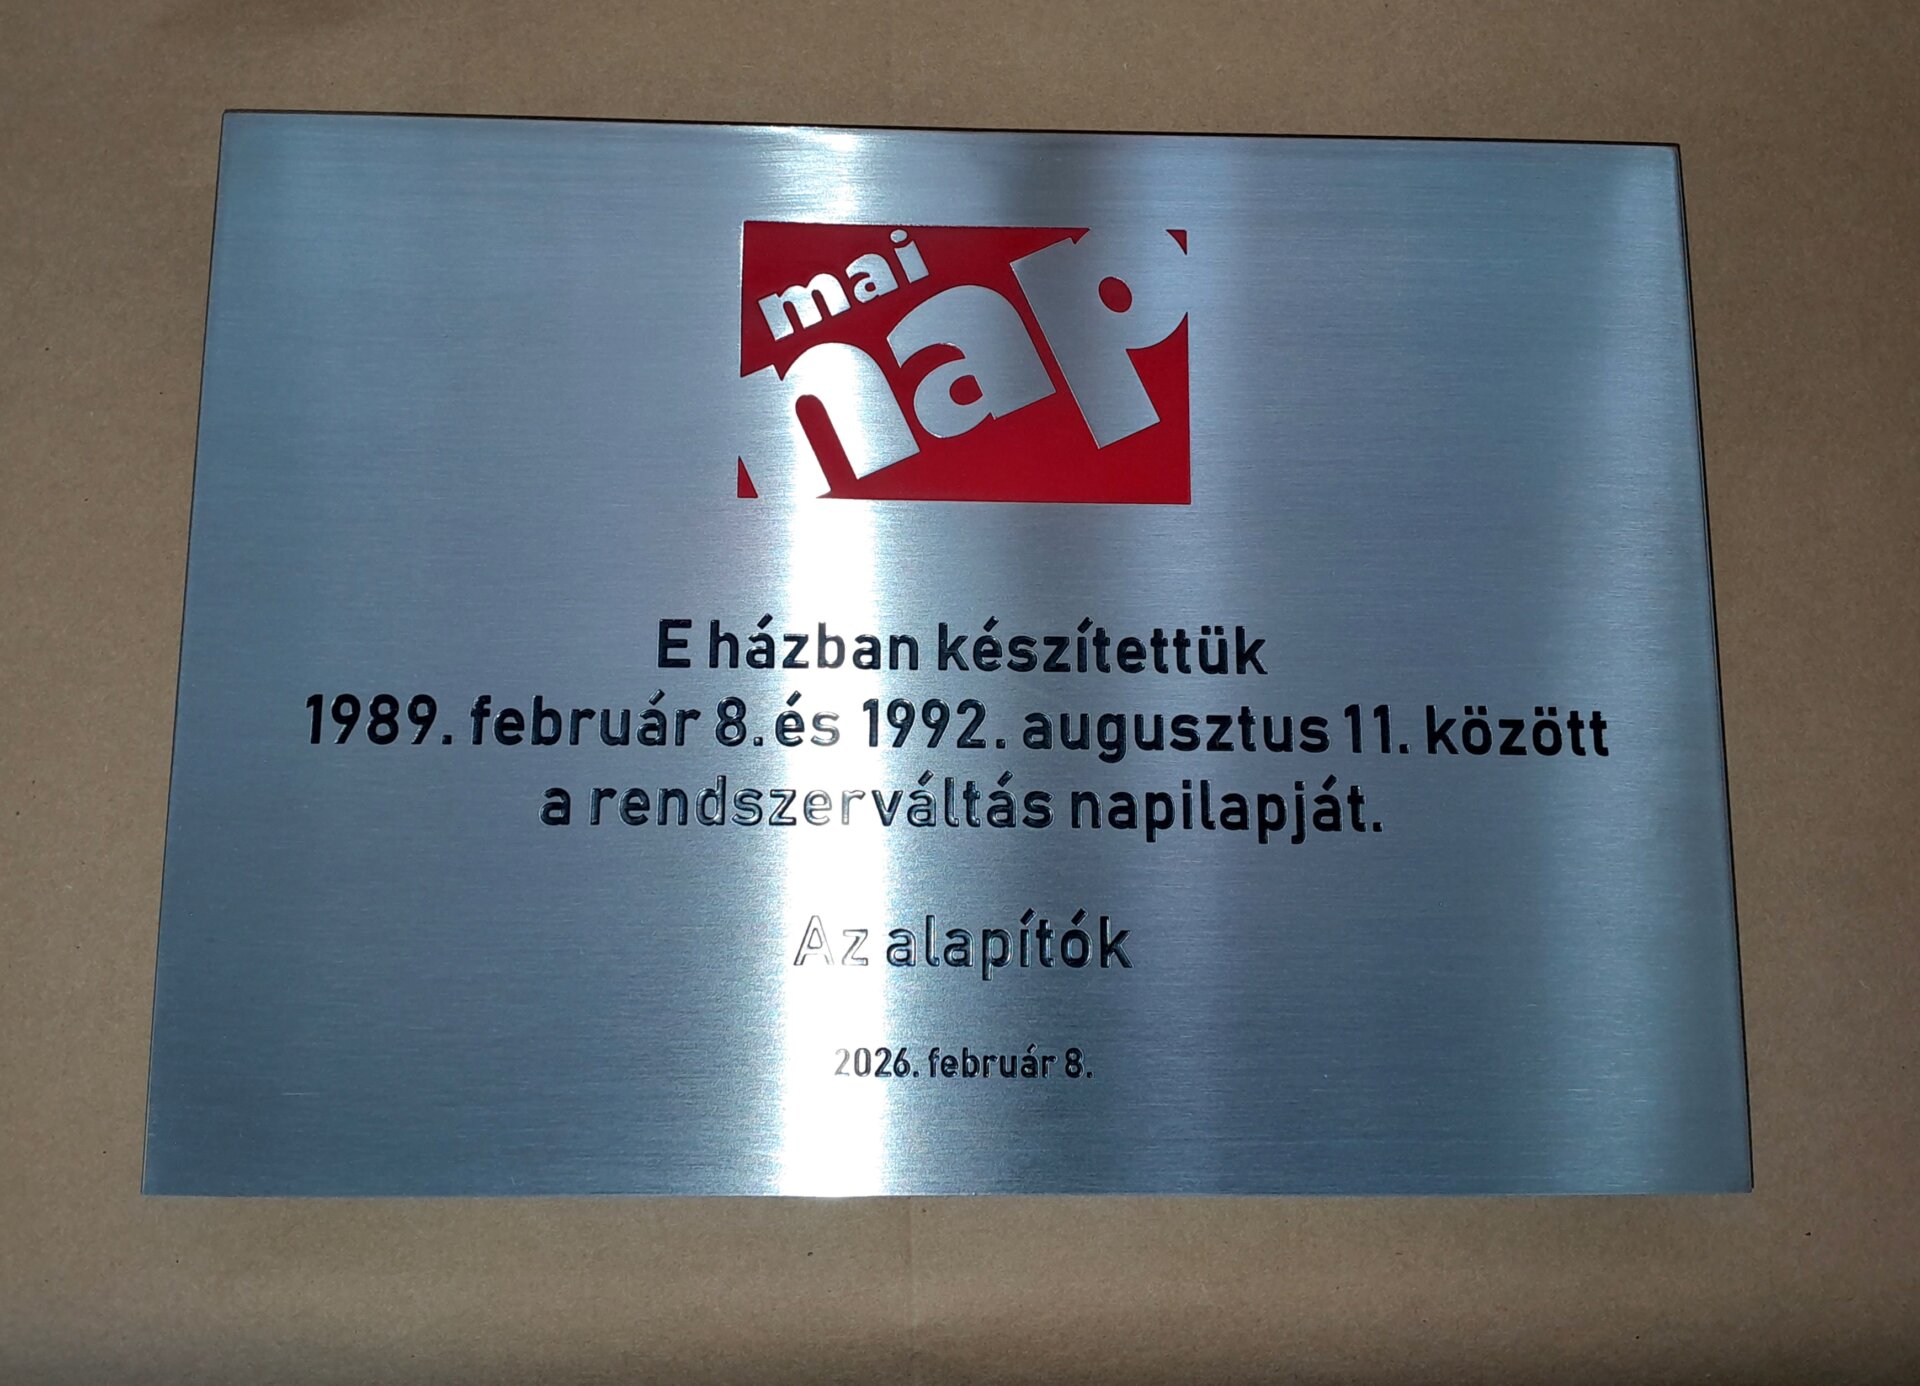 mai
nap
E házban készítettük
1989. február 8. és 1992. augusztus 11. között
a rendszerváltás napilapját.
Az alapítók
2026. február 8.